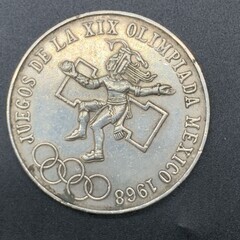 JUEGOS DE LA XIX OLIMPIADA MEXICO 1968